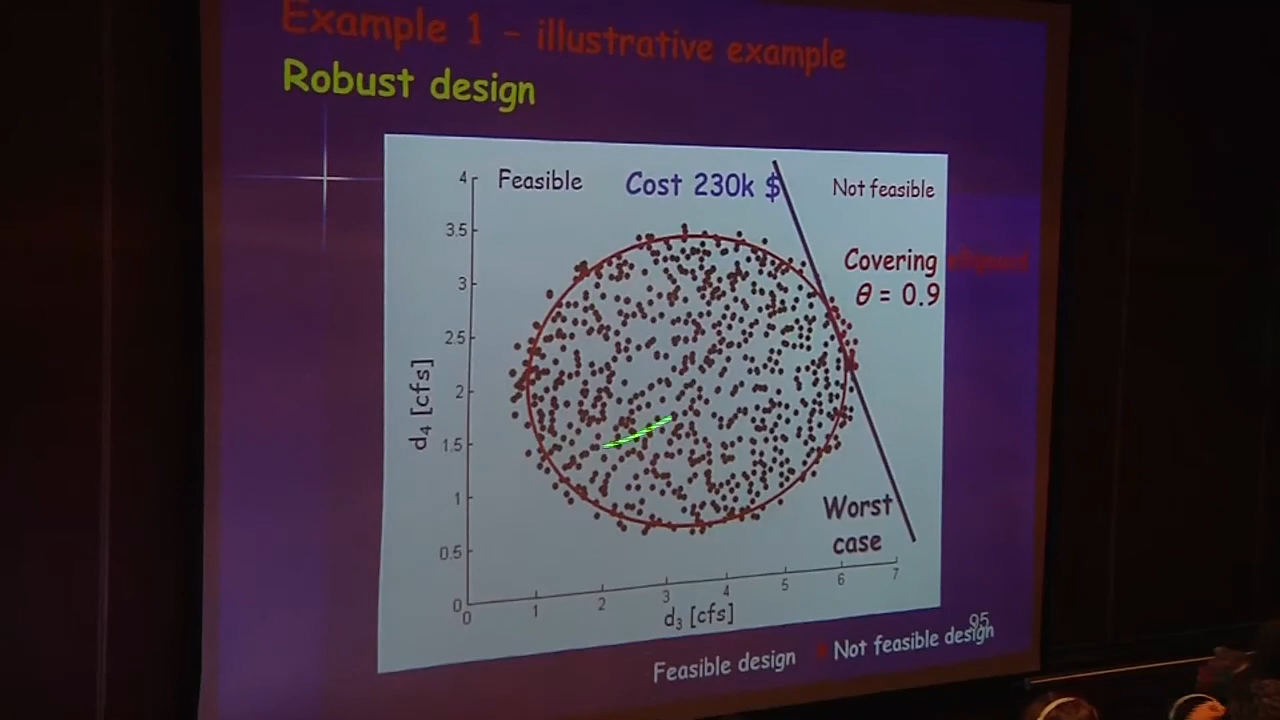 Example 1 - illustrative example
Robust design
Feasible
Cost 230k $
Not feasible
Covering ellipsoid
θ = 0.9
Worst
case
4
3.5
3
2.5
2
1.5
1
0.5
0
d4 [cfs]
0 1 2 3 4 5 6 7
d3 [cfs]
95
Feasible design
Not feasible design